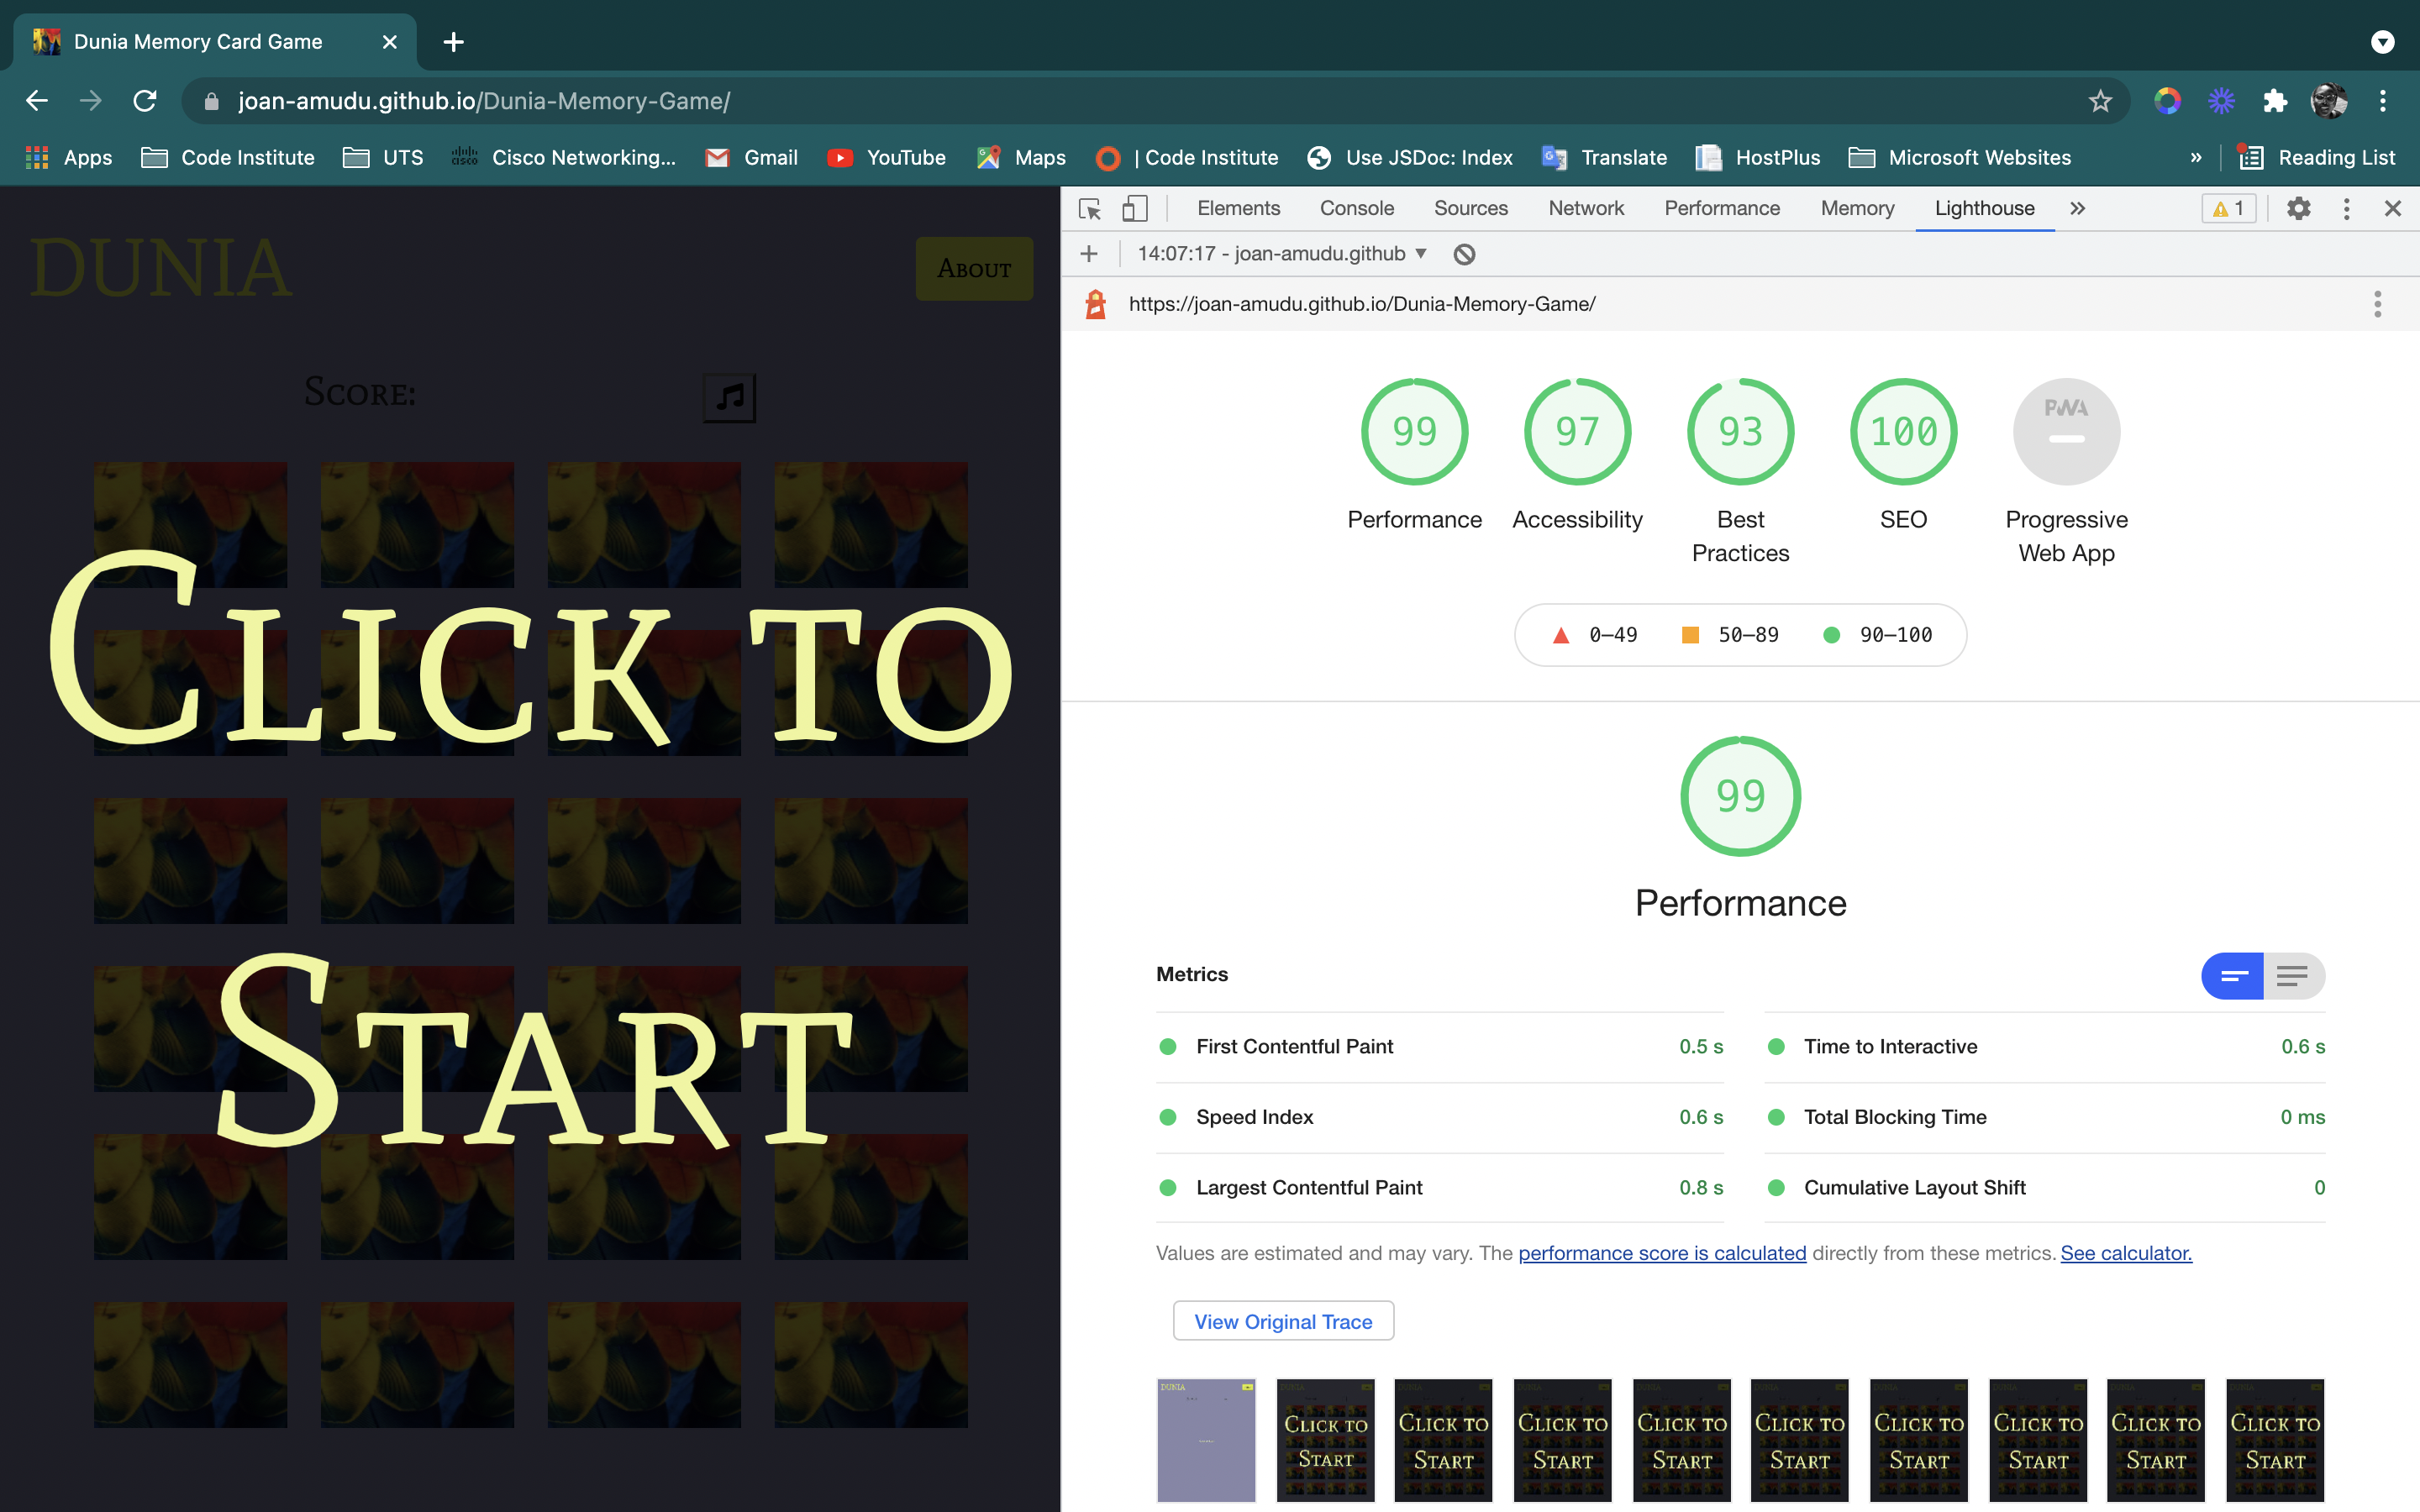 Dunia Memory Card Game
joan-amudu.github.io/Dunia-Memory-Game/
Apps Code Institute UTS Cisco Networking... Gmail YouTube Maps | Code Institute Use JSDoc: Index Translate HostPlus Microsoft Websites » Reading List
DUNIA
About
Score:
Click to
Start
Elements Console Sources Network Performance Memory Lighthouse » 1
14:07:17 - joan-amudu.github
https://joan-amudu.github.io/Dunia-Memory-Game/
99 97 93 100 PWA
Performance Accessibility Best Practices SEO Progressive Web App
0–49 50–89 90–100
99
Performance
Metrics
First Contentful Paint 0.5 s Time to Interactive 0.6 s
Speed Index 0.6 s Total Blocking Time 0 ms
Largest Contentful Paint 0.8 s Cumulative Layout Shift 0
Values are estimated and may vary. The performance score is calculated directly from these metrics. See calculator.
View Original Trace
DUNIA
Click to Click to Click to Click to Click to Click to Click to Click to Click to
Start Start Start Start Start Start Start Start Start